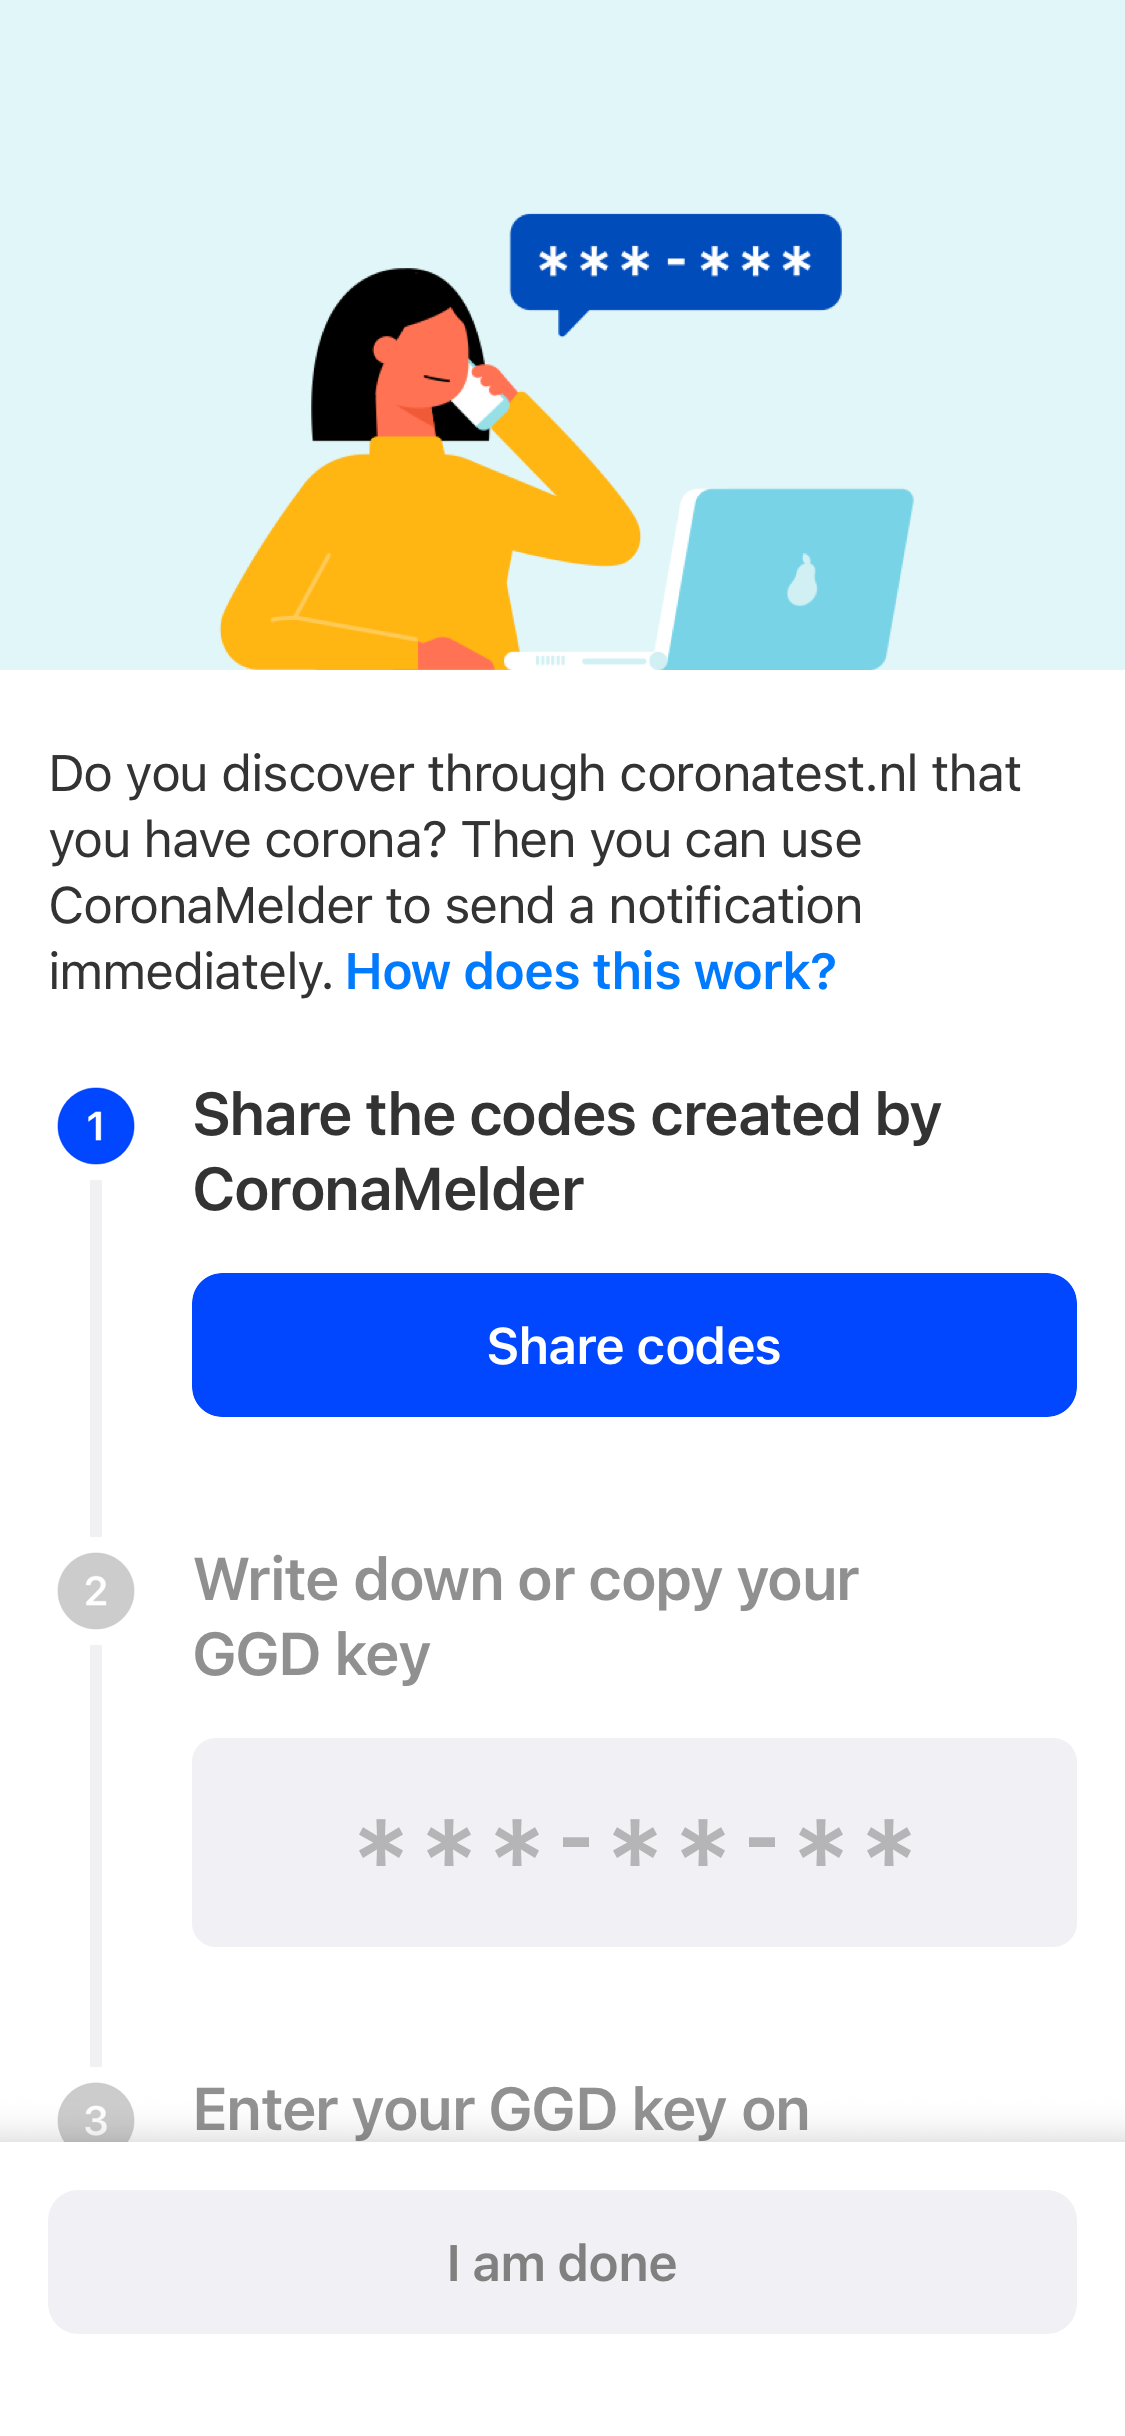 ***-***
Do you discover through coronatest.nl that
you have corona? Then you can use
CoronaMelder to send a notification
immediately. How does this work?
1
Share the codes created by
CoronaMelder
Share codes
2
Write down or copy your
GGD key
***-**-**
3
Enter your GGD key on
I am done